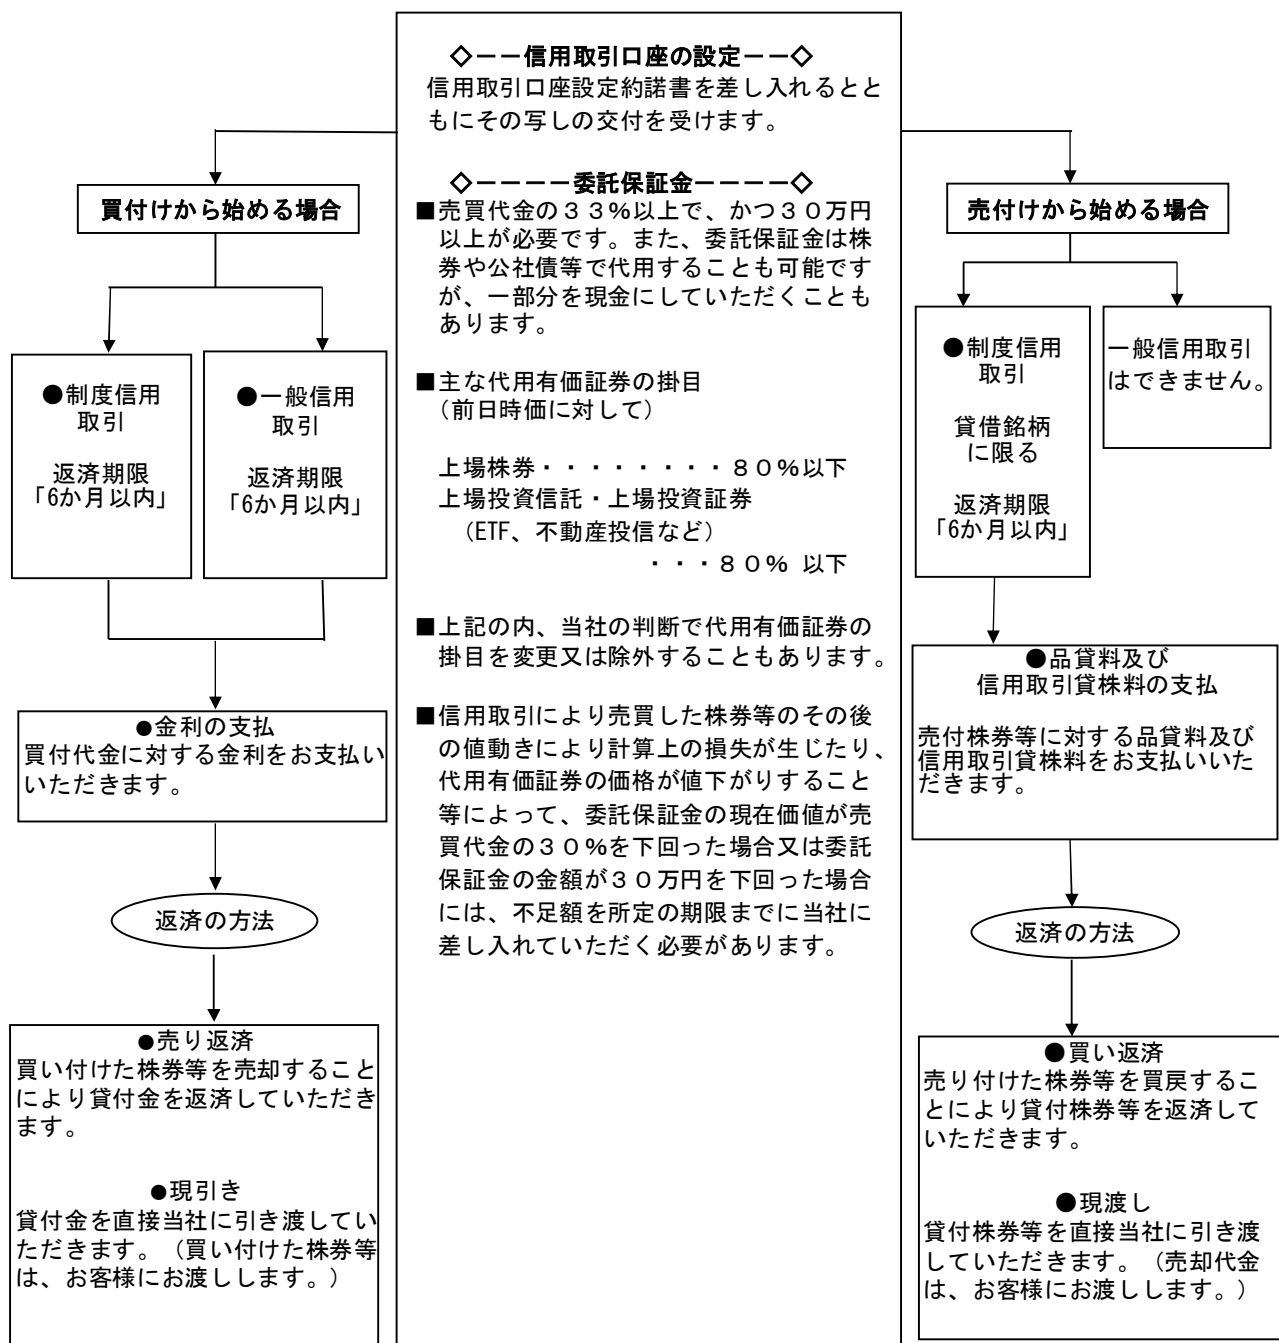 ◇－－信用取引口座の設定－－◇
信用取引口座設定約諾書を差し入れるとと
もにその写しの交付を受けます。
◇－－－－委託保証金－－－－◇
■売買代金の３３%以上で、かつ３０万円
以上が必要です。また、委託保証金は株
券や公社債等で代用することも可能です
が、一部分を現金にしていただくことも
あります。
■主な代用有価証券の掛目
（前日時価に対して）
上場株券・・・・・・・・８０%以下
上場投資信託・上場投資証券
（ETF、不動産投信など）
・・・８０% 以下
■上記の内、当社の判断で代用有価証券の
掛目を変更又は除外することもあります。
■信用取引により売買した株券等のその後
の値動きにより計算上の損失が生じたり、
代用有価証券の価格が値下がりすること
等によって、委託保証金の現在価値が売
買代金の３０%を下回った場合又は委託
保証金の金額が３０万円を下回った場合
には、不足額を所定の期限までに当社に
差し入れていただく必要があります。
買付けから始める場合
●制度信用
取引
返済期限
「6か月以内」
●一般信用
取引
返済期限
「6か月以内」
●金利の支払
買付代金に対する金利をお支払い
いただきます。
返済の方法
●売り返済
買い付けた株券等を売却すること
により貸付金を返済していただき
ます。
●現引き
貸付金を直接当社に引き渡してい
ただきます。（買い付けた株券等
は、お客様にお渡しします。）
売付けから始める場合
●制度信用
取引
貸借銘柄
に限る
返済期限
「6か月以内」
一般信用取引
はできません。
●品貸料及び
信用取引貸株料の支払
売付株券等に対する品貸料及び
信用取引貸株料をお支払いいた
だきます。
返済の方法
●買い返済
売り付けた株券等を買戻するこ
とにより貸付株券等を返済して
いただきます。
●現渡し
貸付株券等を直接当社に引き渡
していただきます。（売却代金
は、お客様にお渡しします。）